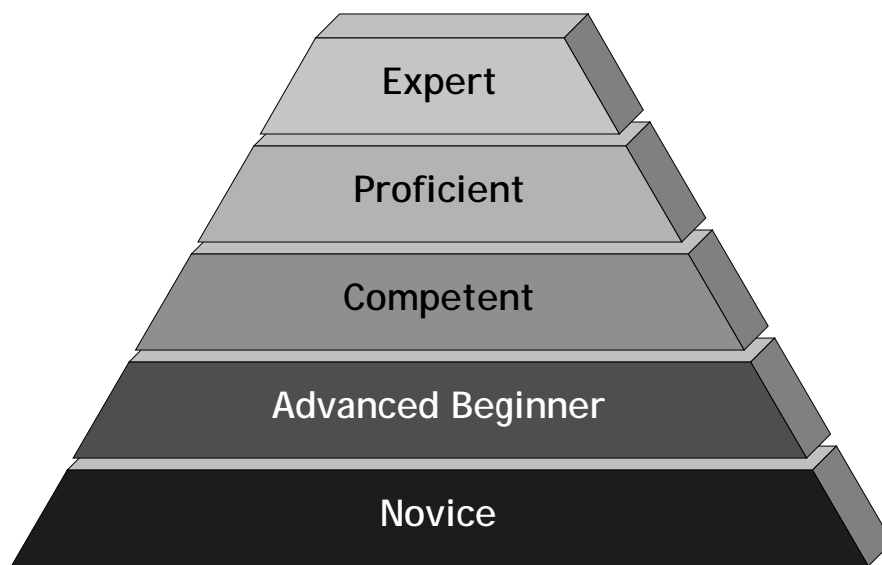 Expert
Proficient
Competent
Advanced Beginner
Novice